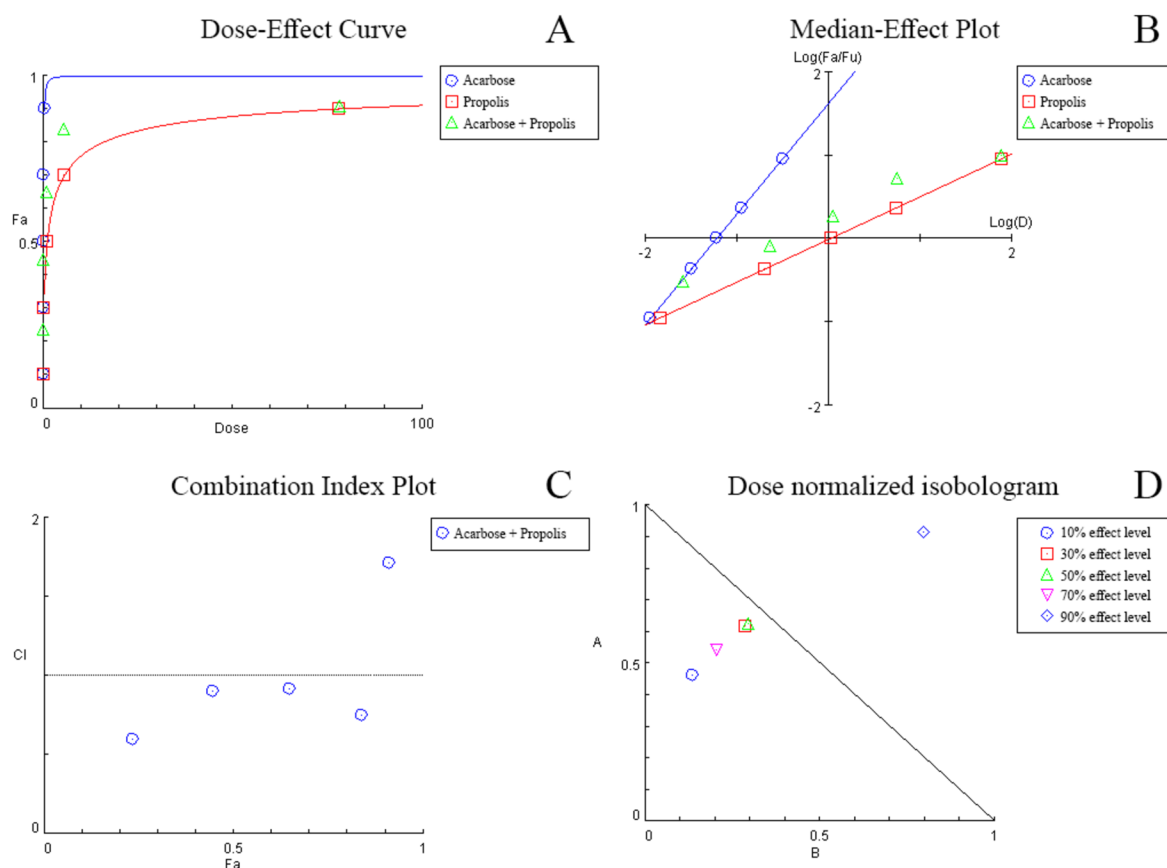 Dose-Effect Curve
A
1
Fa
0.5
0
0
Dose
100
Acarbose
Propolis
Acarbose + Propolis
Median-Effect Plot
B
Log(Fa/Fu)
2
-2
Log(D)
2
-2
Acarbose
Propolis
Acarbose + Propolis
Combination Index Plot
C
2
CI
0
0
Fa
1
Acarbose + Propolis
Dose normalized isobologram
D
1
A
0.5
0
0
0.5
B
1
10% effect level
30% effect level
50% effect level
70% effect level
90% effect level